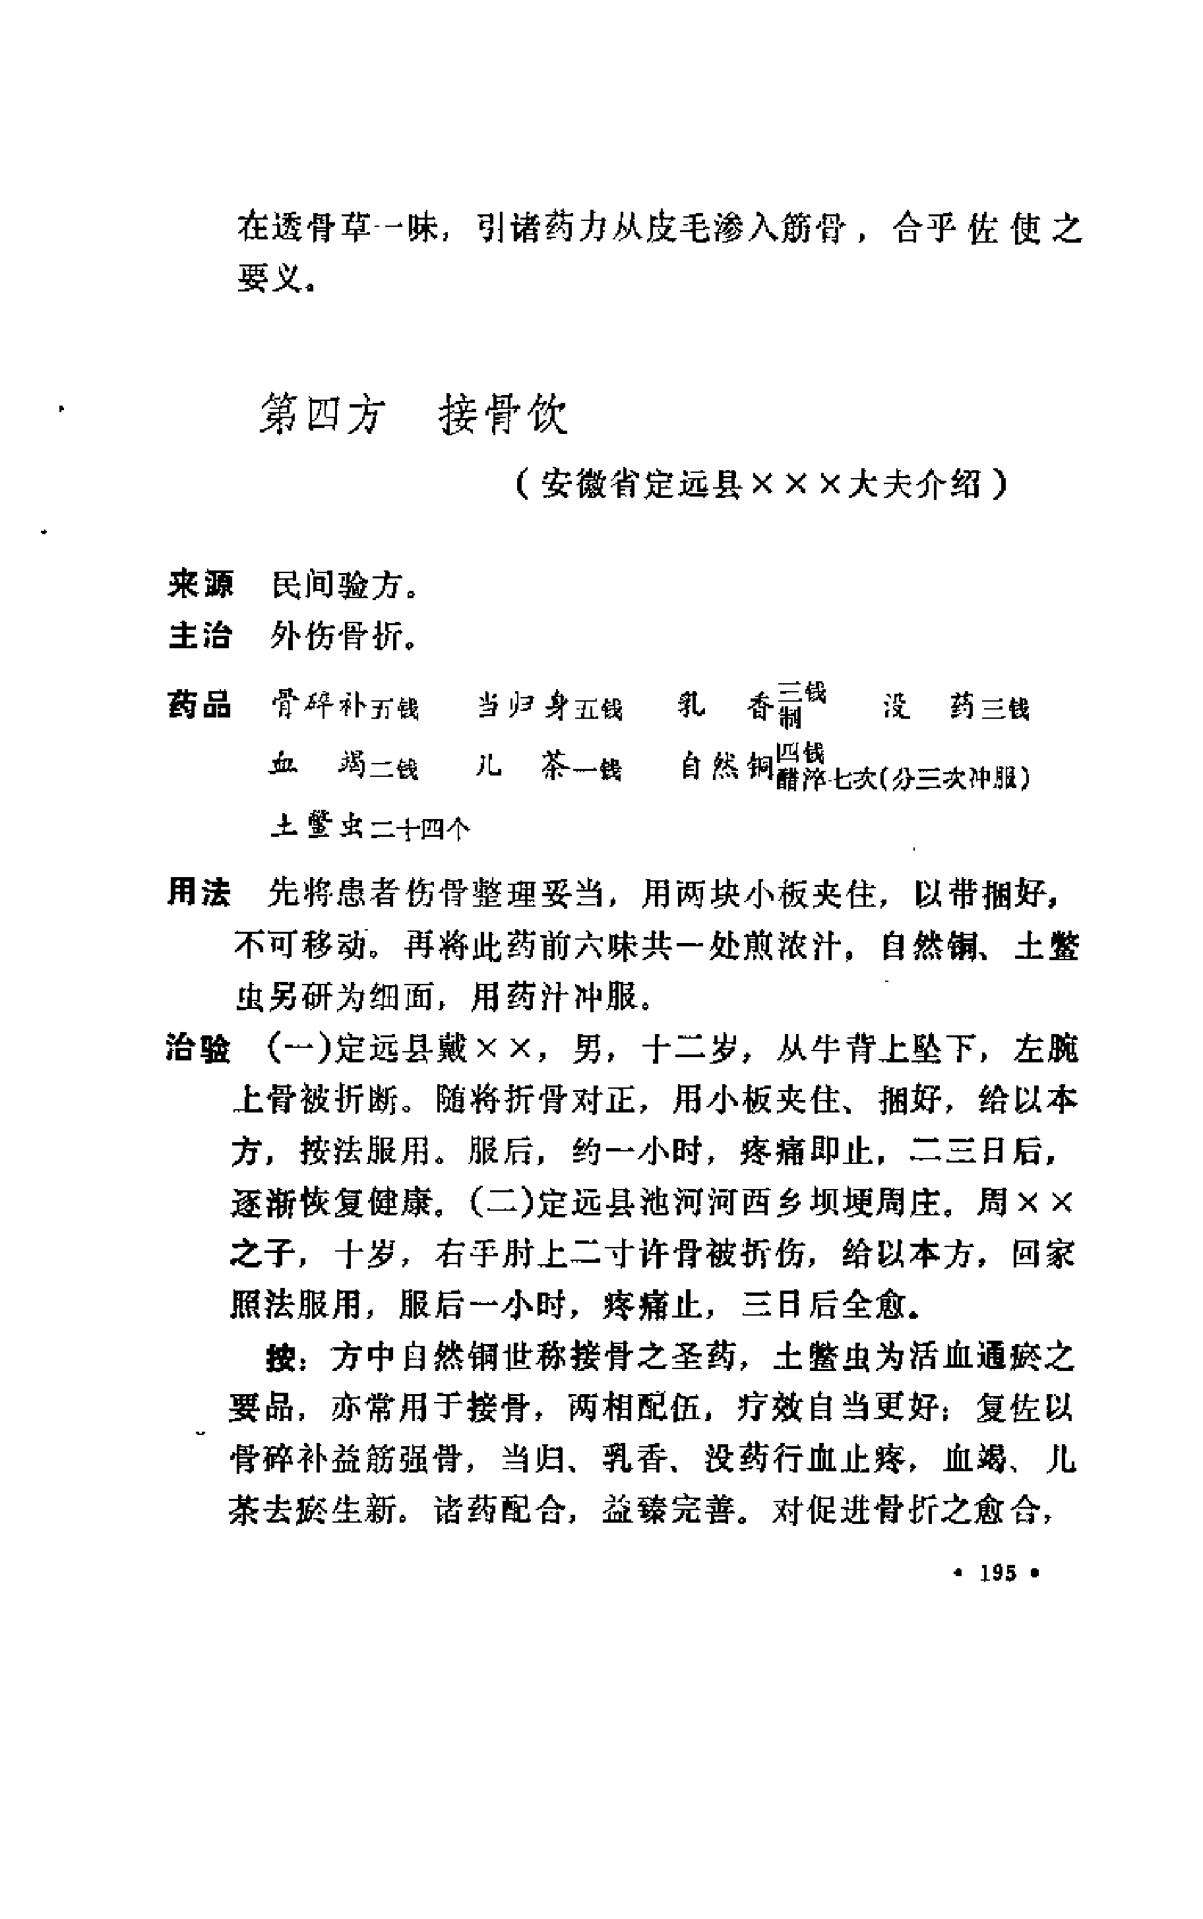 在透骨草一味，引诸药力从皮毛渗入筋骨，合乎佐使之
要义。
第四方 接骨饮
（安徽省定远县×××大夫介绍）
来源 民间验方。
主治 外伤骨折。
药品 骨碎补五钱 当归身五钱 乳香三钱制 没药三钱
血竭二钱 儿茶一钱 自然铜四钱醋淬七次(分三次冲服)
土鳖虫二十四个
用法 先将患者伤骨整理妥当，用两块小板夹住，以带捆好，
不可移动。再将此药前六味共一处煎浓汁。自然铜、土鳖
虫另研为细面，用药汁冲服。
治验 (一)定远县戴××，男，十二岁，从牛背上坠下，左腕
上骨被折断。随将折骨对正，用小板夹住、捆好，给以本
方，按法服用。服后，约一小时，疼痛即止，二三日后，
逐渐恢复健康。(二)定远县池河河西乡坝埂周庄。周××
之子，十岁，右手肘上二寸许骨被折伤，给以本方，回家
照法服用，服后一小时，疼痛止，三日后全愈。
按：方中自然铜世称接骨之圣药，土鳖虫为活血通瘀之
要品，亦常用于接骨，两相配伍，疗效自当更好；复佐以
骨碎补益筋强骨，当归、乳香、没药行血止疼，血竭、儿
茶去瘀生新。诸药配合，益臻完善。对促进骨折之愈合，
• 195 •